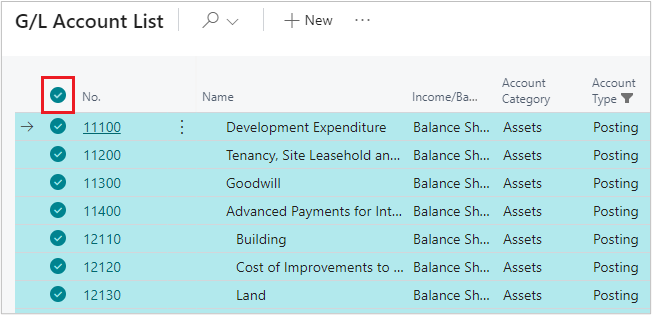 G/L Account List + New ...
No. Name Income/Ba... Account Category Account Type
11100 Development Expenditure Balance Sh... Assets Posting
11200 Tenancy, Site Leasehold an... Balance Sh... Assets Posting
11300 Goodwill Balance Sh... Assets Posting
11400 Advanced Payments for Int... Balance Sh... Assets Posting
12110 Building Balance Sh... Assets Posting
12120 Cost of Improvements to ... Balance Sh... Assets Posting
12130 Land Balance Sh... Assets Posting